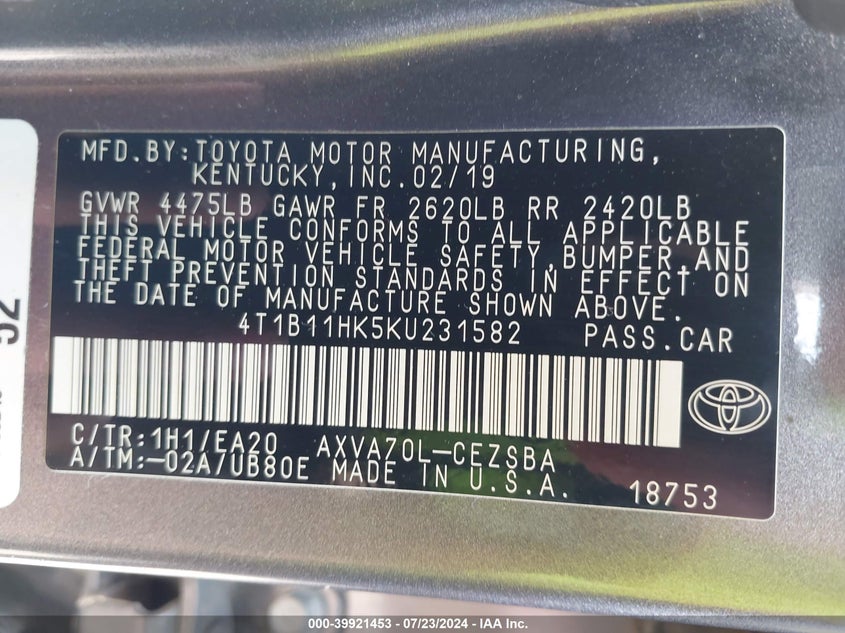 MFD.BY:TOYOTA MOTOR MANUFACTURING,
KENTUCKY,INC.02/19
GVWR 4475LB GAWR FR 2620LB RR 2420LB
THIS VEHICLE CONFORMS TO ALL APPLICABLE
FEDERAL MOTOR VEHICLE SAFETY,BUMPER,AND
THEFT PREVENTION STANDARDS IN EFFECT ON
THE DATE OF MANUFACTURE SHOWN ABOVE.
4T1B11HK5KU231582 PASS.CAR
C/TR:1H1/EA20 AXVA70L-CEZSBA
A/TM:-02A/UB80E MADE IN U.S.A. 18753
52
000-39921453 - 07/23/2024 - IAA Inc.